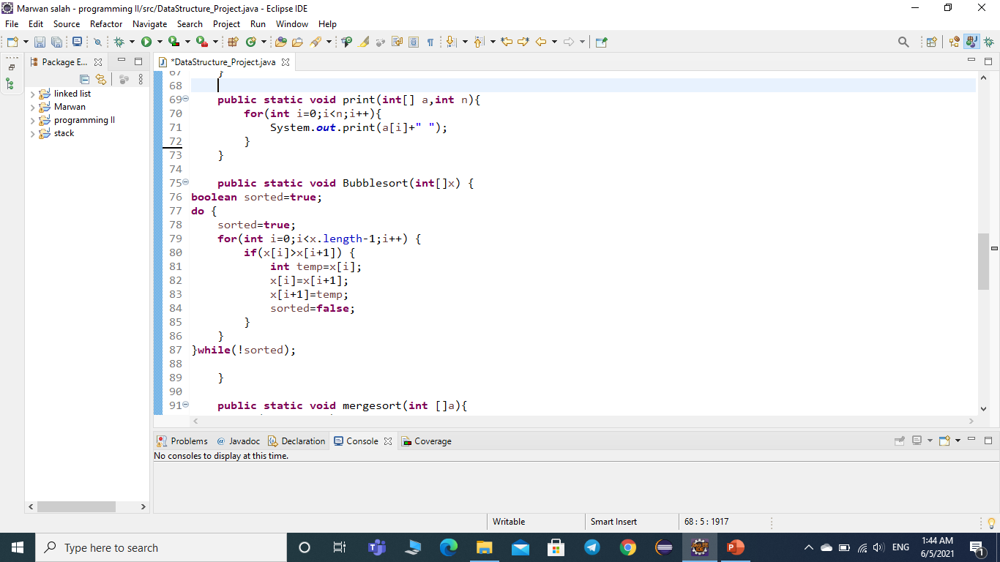 Marwan salah - programming II/src/DataStructure_Project.java - Eclipse IDE
File Edit Source Refactor Navigate Search Project Run Window Help
Package E...
*DataStructure_Project.java
linked list
Marwan
programming II
stack
67 }
68
69 public static void print(int[] a,int n){
70 for(int i=0;i<n;i++){
71 System.out.print(a[i]+" ");
72 }
73 }
74
75 public static void Bubblesort(int[]x) {
76 boolean sorted=true;
77 do {
78 sorted=true;
79 for(int i=0;i<x.length-1;i++) {
80 if(x[i]>x[i+1]) {
81 int temp=x[i];
82 x[i]=x[i+1];
83 x[i+1]=temp;
84 sorted=false;
85 }
86 }
87 }while(!sorted);
88
89 }
90
91 public static void mergesort(int []a){
Problems @ Javadoc Declaration Console Coverage
No consoles to display at this time.
Writable Smart Insert 68 : 5 : 1917
Type here to search
ENG
1:44 AM
6/5/2021
1